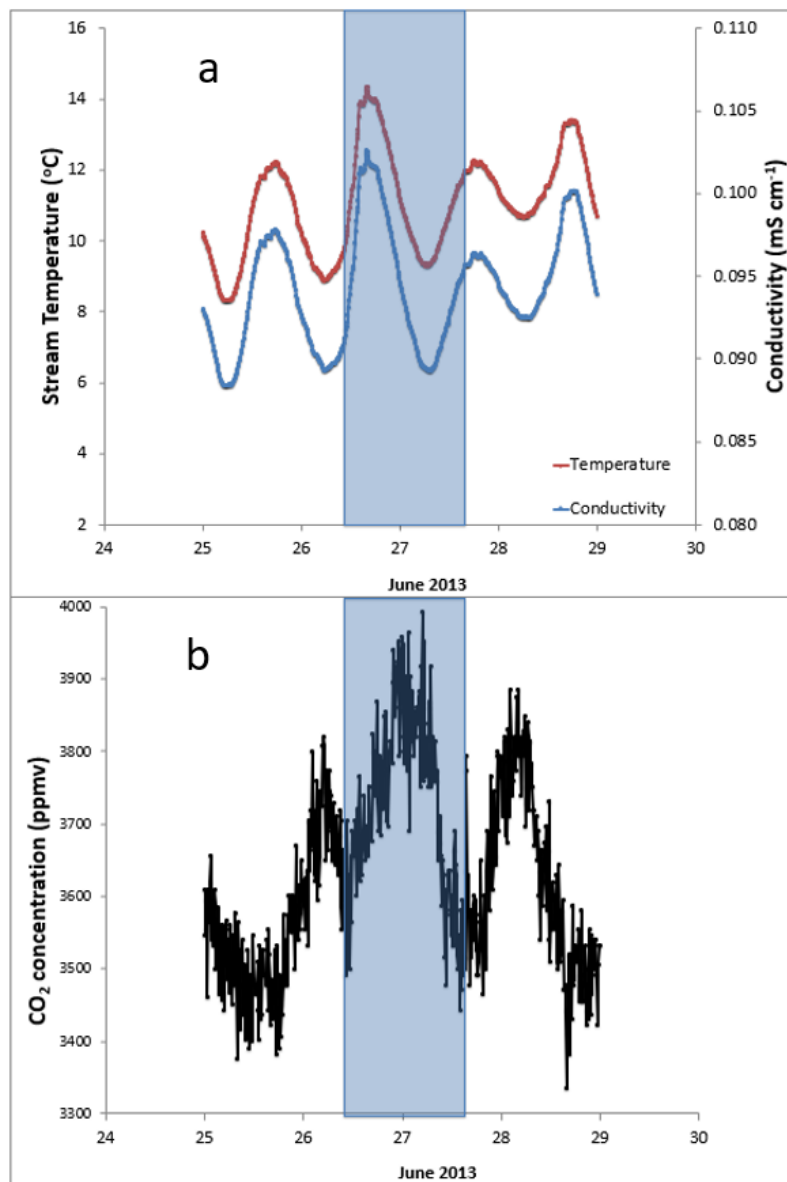 a
16
14
12
10
8
6
4
2
Stream Temperature (°C)
0.110
0.105
0.100
0.095
0.090
0.085
0.080
Conductivity (mS cm⁻¹)
Temperature
Conductivity
24 25 26 27 28 29 30
June 2013
b
4000
3900
3800
3700
3600
3500
3400
3300
CO₂ concentration (ppmv)
24 25 26 27 28 29 30
June 2013